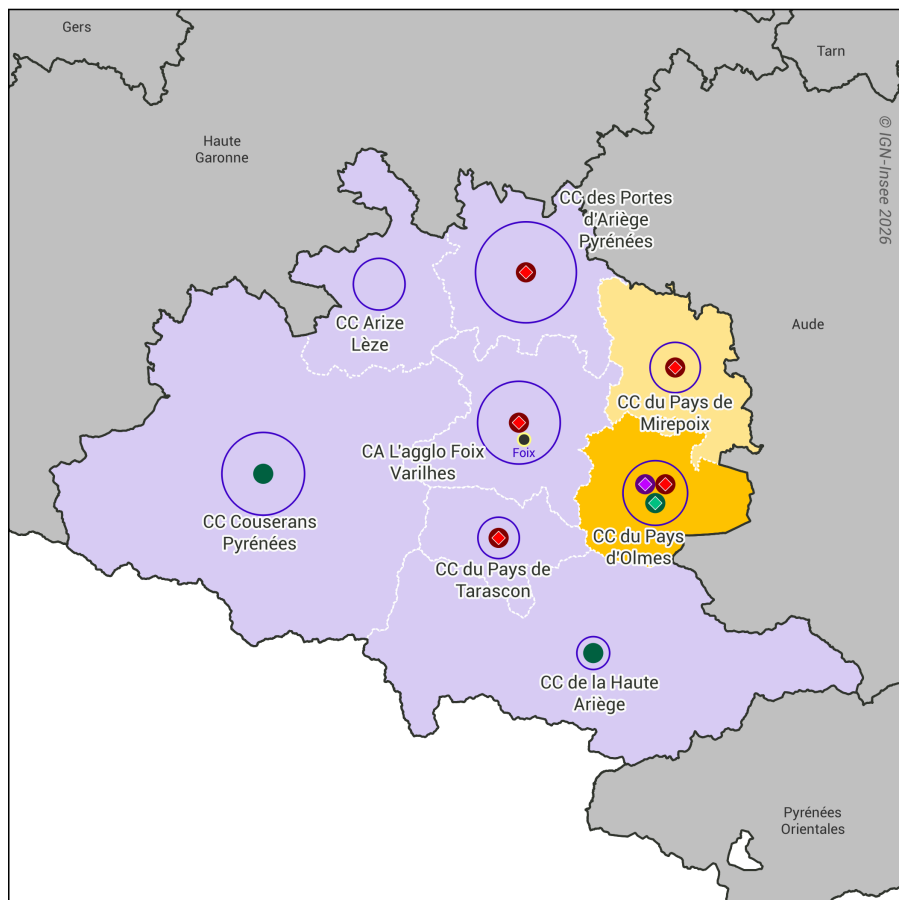 Gers
Tarn
© IGN-Insee 2026
Haute
Garonne
CC des Portes
d'Ariège
Pyrénées
CC Arize
Lèze
Aude
CC du Pays de
Mirepoix
CA L'agglo Foix
Varilhes
Foix
CC Couserans
Pyrénées
CC du Pays
d'Olmes
CC du Pays de
Tarascon
CC de la Haute
Ariège
Pyrénées
Orientales